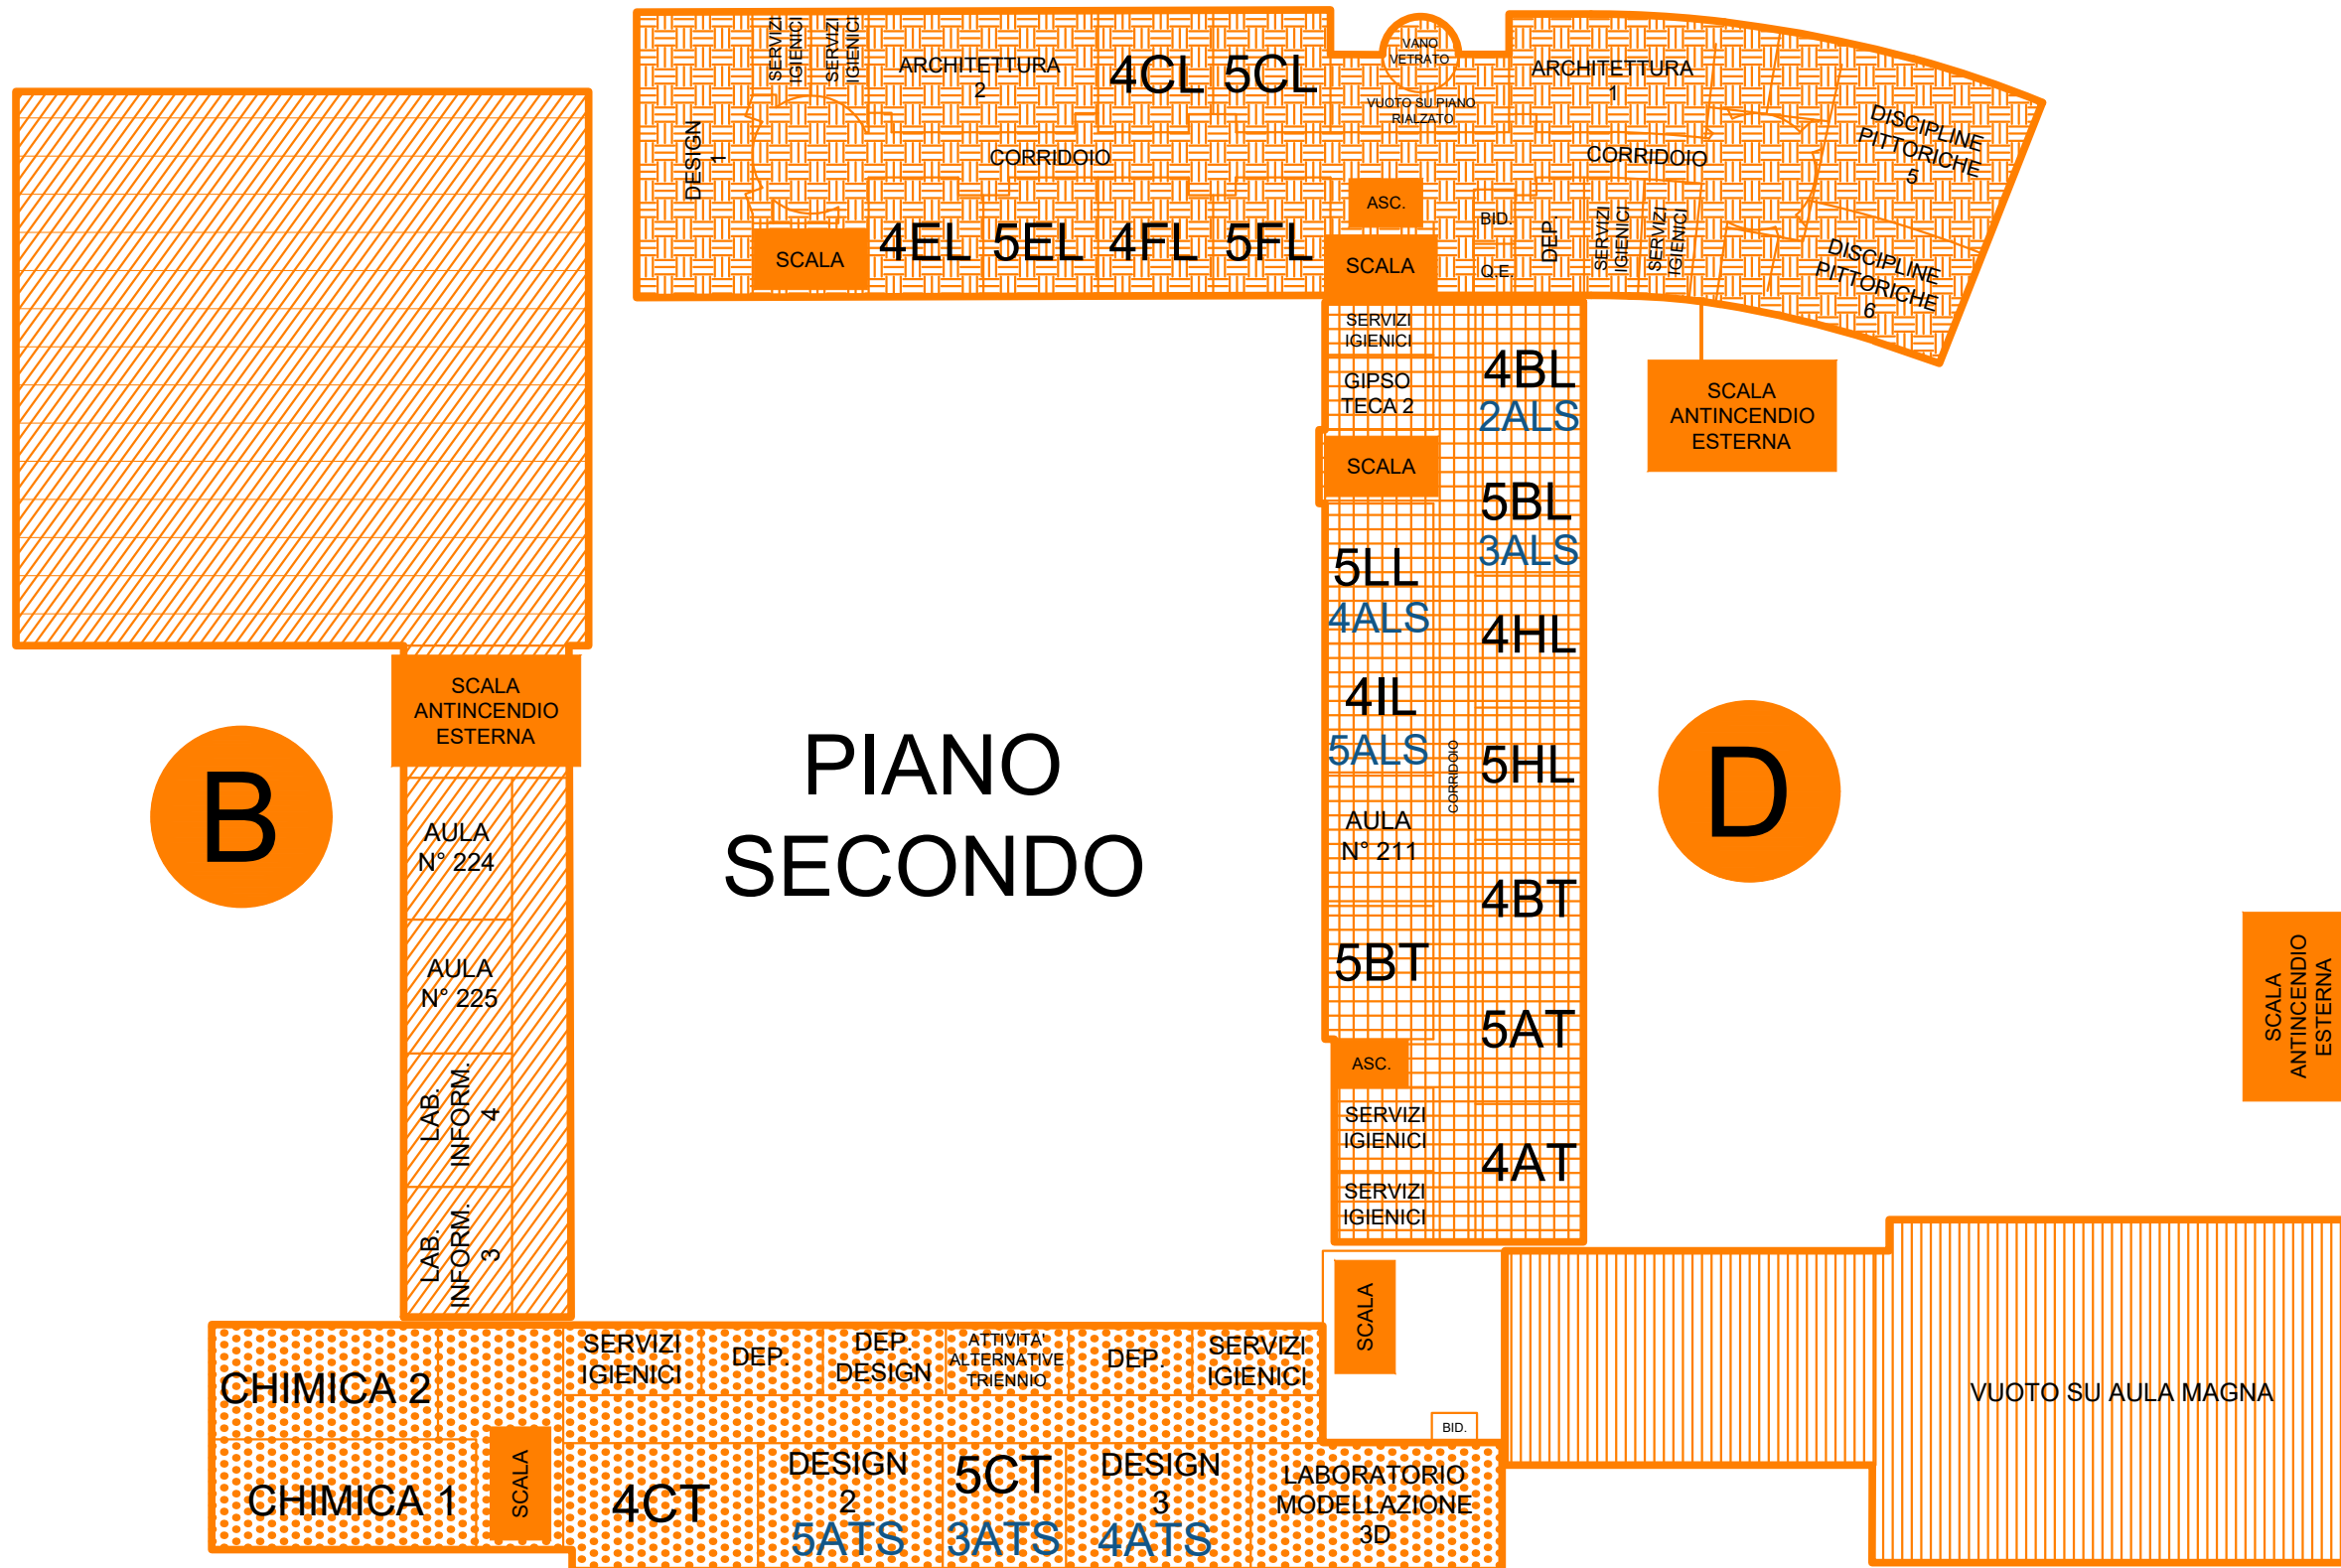 SERVIZI
IGIENICI
SERVIZI
IGIENICI
ARCHITETTURA
2
4CL
5CL
VANO
VETRATO
VUOTO SU PIANO
RIALZATO
ARCHITETTURA
1
DISCIPLINE
PITTORICHE
5
DESIGN
1
CORRIDOIO
CORRIDOIO
SCALA
4EL
5EL
4FL
5FL
ASC.
SCALA
BID.
Q.E.
DEP.
SERVIZI
IGIENICI
SERVIZI
IGIENICI
DISCIPLINE
PITTORICHE
6
SERVIZI
IGIENICI
GIPSO
TECA 2
SCALA
4BL
2ALS
5BL
3ALS
SCALA
ANTINCENDIO
ESTERNA
5LL
4ALS
4HL
4IL
5ALS
CORRIDOIO
5HL
AULA
N° 211
4BT
5BT
5AT
ASC.
SERVIZI
IGIENICI
SERVIZI
IGIENICI
4AT
SCALA
ANTINCENDIO
ESTERNA
B
PIANO
SECONDO
D
SCALA
ANTINCENDIO
ESTERNA
AULA
N° 224
AULA
N° 225
LAB.
INFORM.
4
LAB.
INFORM.
3
CHIMICA 2
SERVIZI
IGIENICI
DEP.
DEP.
DESIGN
ATTIVITA'
ALTERNATIVE
TRIENNIO
DEP.
SERVIZI
IGIENICI
SCALA
BID.
VUOTO SU AULA MAGNA
CHIMICA 1
SCALA
4CT
DESIGN
2
5ATS
5CT
3ATS
DESIGN
3
4ATS
LABORATORIO
MODELLAZIONE
3D